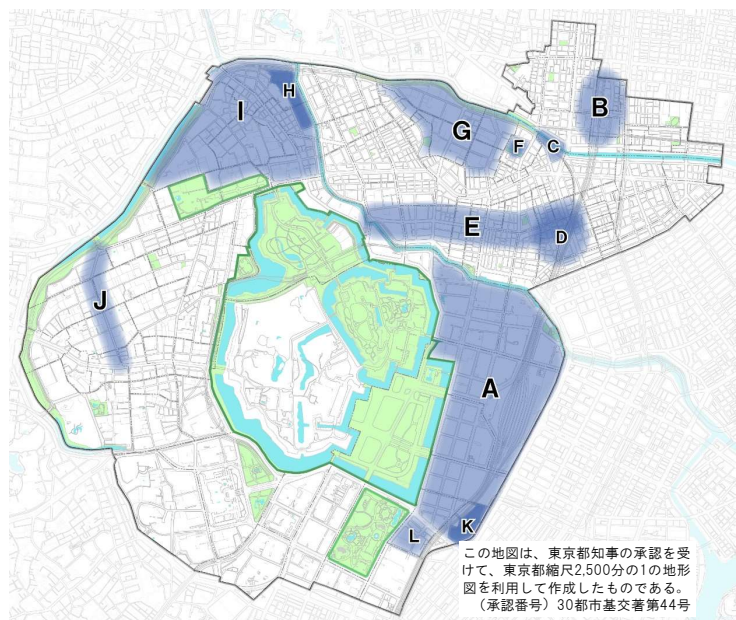 H
I
B
G
F
C
E
D
J
A
K
L
この地図は、東京都知事の承認を受
けて、東京都縮尺2,500分の1の地形
図を利用して作成したものである。
（承認番号）30都市基交著第44号